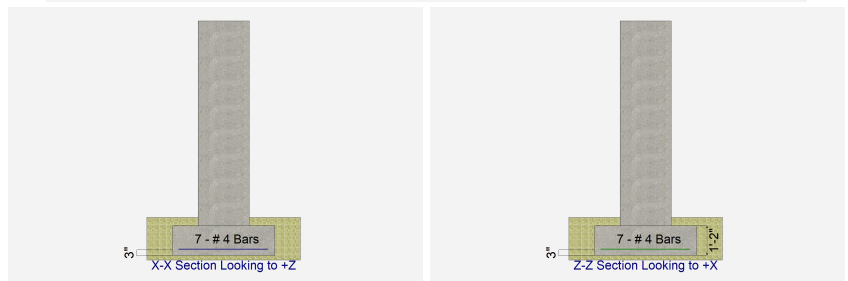 7 - # 4 Bars
3"
X-X Section Looking to +Z
7 - # 4 Bars
3"
1'-2"
Z-Z Section Looking to +X